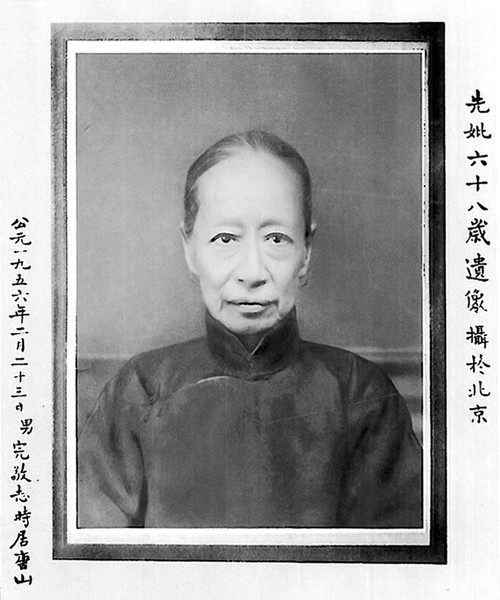 先妣六十八歲遺像攝於北京
公元一九五六年二月二十三日男完敬志時居唐山